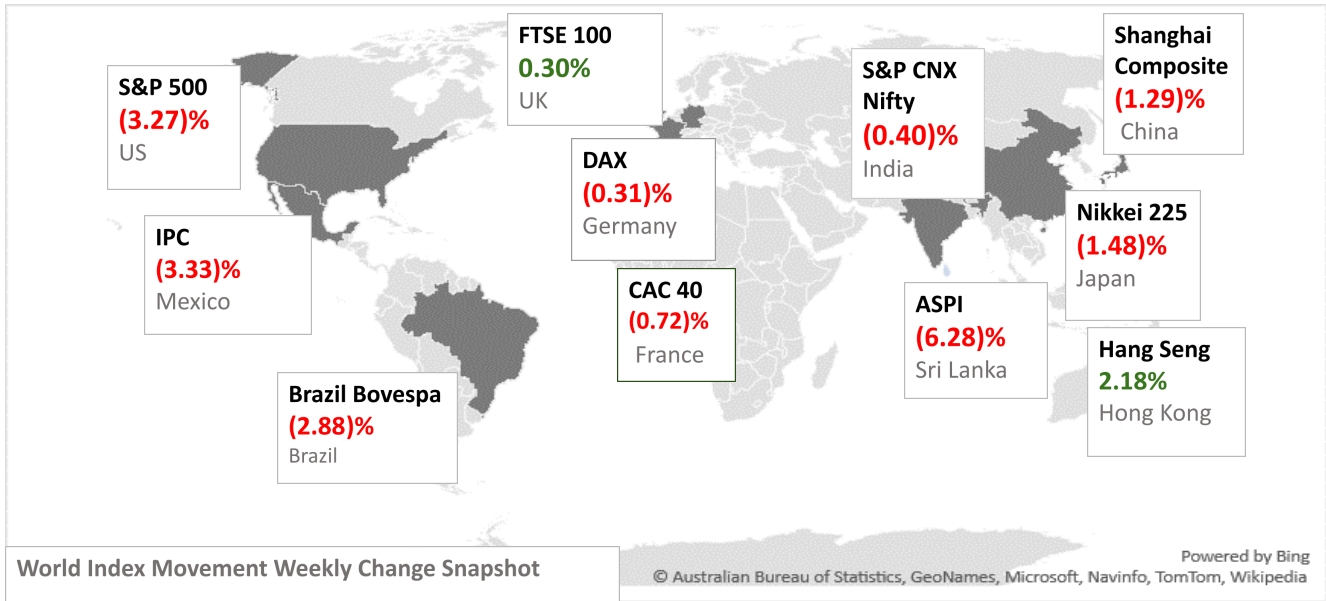 FTSE 100
0.30%
UK
Shanghai
Composite
(1.29)%
China
S&P CNX
Nifty
(0.40)%
India
S&P 500
(3.27)%
US
DAX
(0.31)%
Germany
Nikkei 225
(1.48)%
Japan
IPC
(3.33)%
Mexico
CAC 40
(0.72)%
France
ASPI
(6.28)%
Sri Lanka
Hang Seng
2.18%
Hong Kong
Brazil Bovespa
(2.88)%
Brazil
World Index Movement Weekly Change Snapshot
Powered by Bing
© Australian Bureau of Statistics, GeoNames, Microsoft, Navinfo, TomTom, Wikipedia